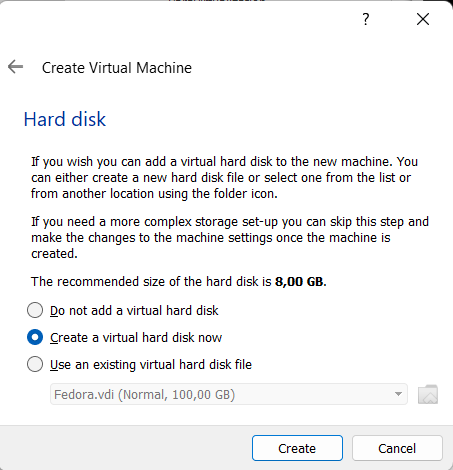 ?
Create Virtual Machine
Hard disk
If you wish you can add a virtual hard disk to the new machine. You
can either create a new hard disk file or select one from the list or
from another location using the folder icon.
If you need a more complex storage set-up you can skip this step and
make the changes to the machine settings once the machine is
created.
The recommended size of the hard disk is 8,00 GB.
Do not add a virtual hard disk
Create a virtual hard disk now
Use an existing virtual hard disk file
Fedora.vdi (Normal, 100,00 GB)
Create
Cancel